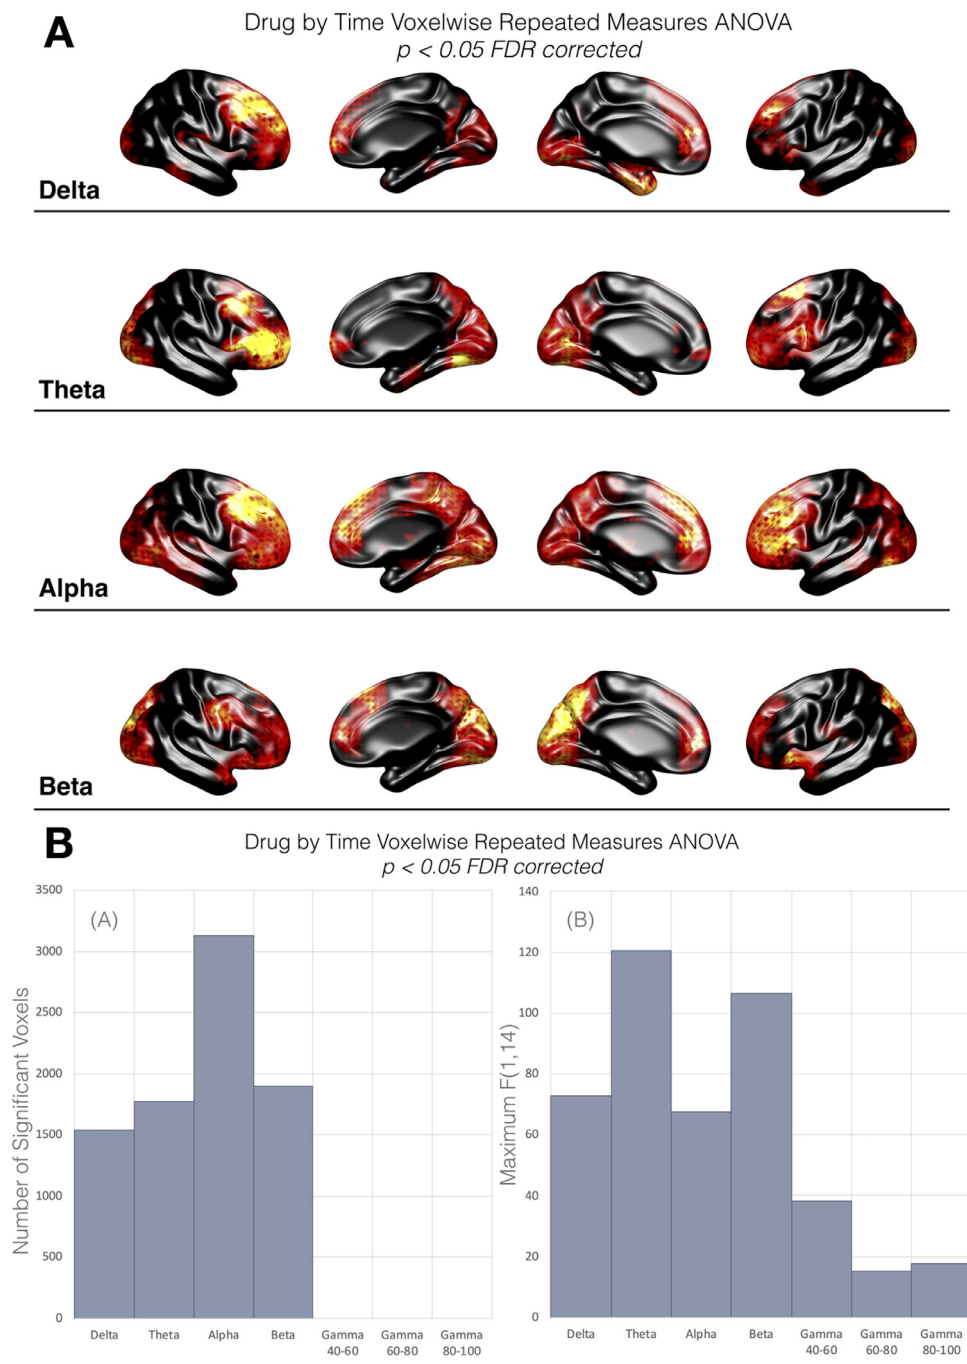 A
Drug by Time Voxelwise Repeated Measures ANOVA
p < 0.05 FDR corrected
Delta
Theta
Alpha
Beta
B
Drug by Time Voxelwise Repeated Measures ANOVA
p < 0.05 FDR corrected
(A)
Number of Significant Voxels
3500
3000
2500
2000
1500
1000
500
0
Delta Theta Alpha Beta Gamma 40-60 Gamma 60-80 Gamma 80-100
(B)
Maximum F(1,14)
140
120
100
80
60
40
20
0
Delta Theta Alpha Beta Gamma 40-60 Gamma 60-80 Gamma 80-100